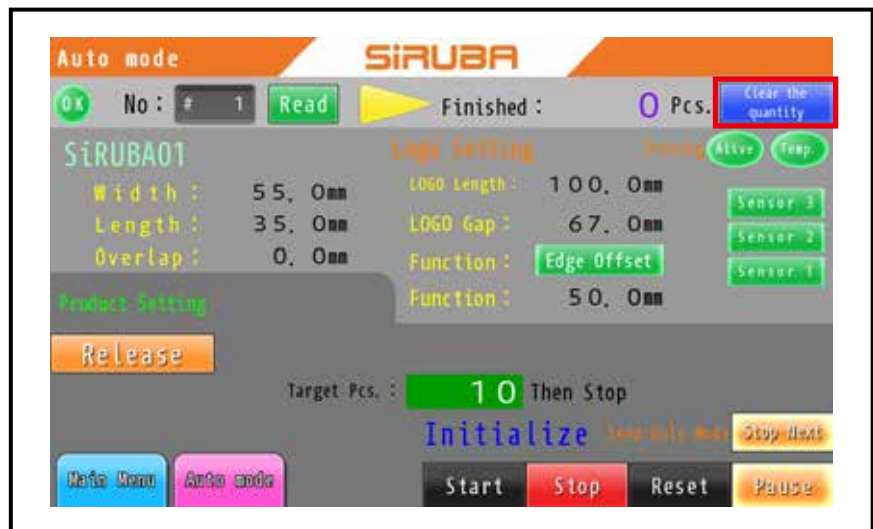 Auto mode
SiRUBA
OK No : # 1 Read Finished : 0 Pcs. Clear the quantity
SiRUBA01
Logo Setting
Alive Temp.
Width : 55. 0mm
LOGO Length : 100. 0mm
Sensor 3
Length : 35. 0mm
LOGO Gap : 67. 0mm
Sensor 2
Overlap : 0. 0mm
Function : Edge Offset
Sensor 1
Product Setting
Function : 50. 0mm
Release
Target Pcs. : 10 Then Stop
Initialize
Stop Next
Main Menu Auto mode
Start Stop Reset Pause